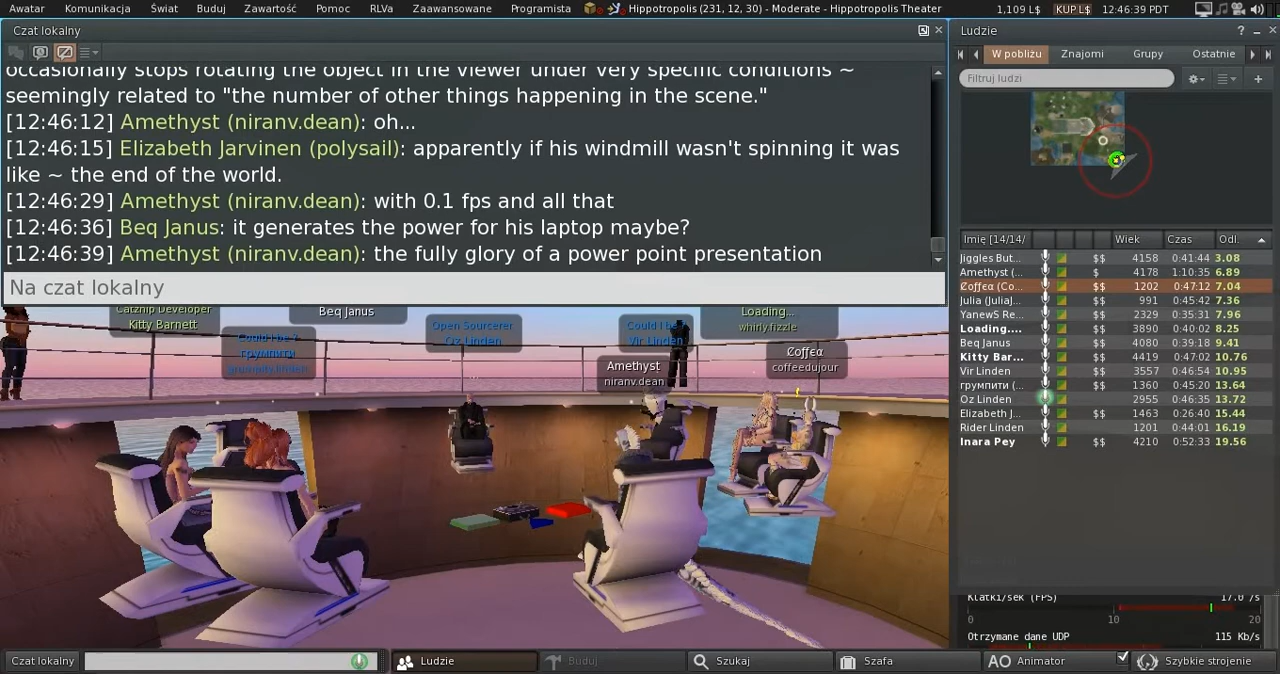 Awatar Komunikacja Świat Buduj Zawartość Pomoc RLVa Zaawansowane Programista Hippotropolis (231, 12, 30) - Moderate - Hippotropolis Theater 1,109 L$ KUP L$ 12:46:39 PDT
Czat lokalny
occasionally stops rotating the object in the viewer under very specific conditions ~
seemingly related to "the number of other things happening in the scene."
[12:46:12] Amethyst (niranv.dean): oh...
[12:46:15] Elizabeth Jarvinen (polysail): apparently if his windmill wasn't spinning it was
like ~ the end of the world.
[12:46:29] Amethyst (niranv.dean): with 0.1 fps and all that
[12:46:36] Beq Janus: it generates the power for his laptop maybe?
[12:46:39] Amethyst (niranv.dean): the fully glory of a power point presentation
Na czat lokalny
Catznip Developer
Kitty Barnett
Beq Janus
Could I be ?
грумпити
grumpity.linden
Open Sourcerer
Oz Linden
Could I be ?
Vir Linden
Loading...
whirly.fizzle
Amethyst
niranv.dean
Ȼσffєα
coffeedujour
Ludzie
W pobliżu Znajomi Grupy Ostatnie
Filtruj ludzi
Imię [14/14/ Wiek Czas Odl.
Jiggles But... $$ 4158 0:41:44 3.08
Amethyst (... $ 4178 1:10:35 6.89
Ȼσffєα (Co... $$ 1202 0:47:12 7.04
Julia (JuliaJ... $$ 991 0:45:42 7.36
YanewS Re... $$ 2329 0:35:31 7.96
Loading.... $$ 3890 0:40:02 8.25
Beq Janus $$ 4080 0:39:18 9.41
Kitty Bar... $$ 4419 0:47:02 10.76
Vir Linden 3557 0:46:54 10.95
грумпити (... $$ 1360 0:45:20 13.64
Oz Linden 2955 0:46:35 13.72
Elizabeth J... $$ 1463 0:26:40 15.44
Rider Linden 1201 0:44:01 16.19
Inara Pey $$ 4210 0:52:33 19.56
Klatki/sek (FPS) 17.0 /s
0 10 20
Otrzymane dane UDP 115 Kb/s
Czat lokalny Ludzie Buduj Szukaj Szafa AO Animator Szybkie strojenie